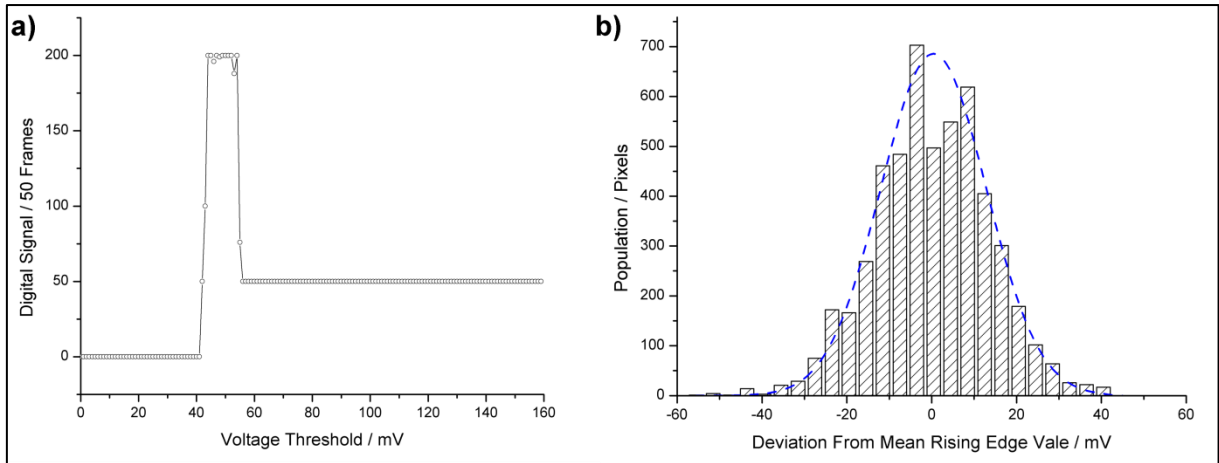 a)
200
150
100
50
0
Digital Signal / 50 Frames
0 20 40 60 80 100 120 140 160
Voltage Threshold / mV
b)
700
600
500
400
300
200
100
0
Population / Pixels
-60 -40 -20 0 20 40 60
Deviation From Mean Rising Edge Vale / mV